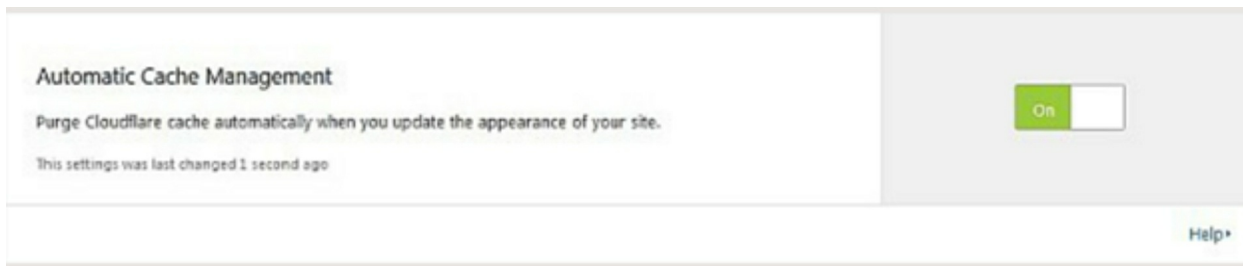 Automatic Cache Management
Purge Cloudflare cache automatically when you update the appearance of your site.
This settings was last changed 1 second ago
On
Help